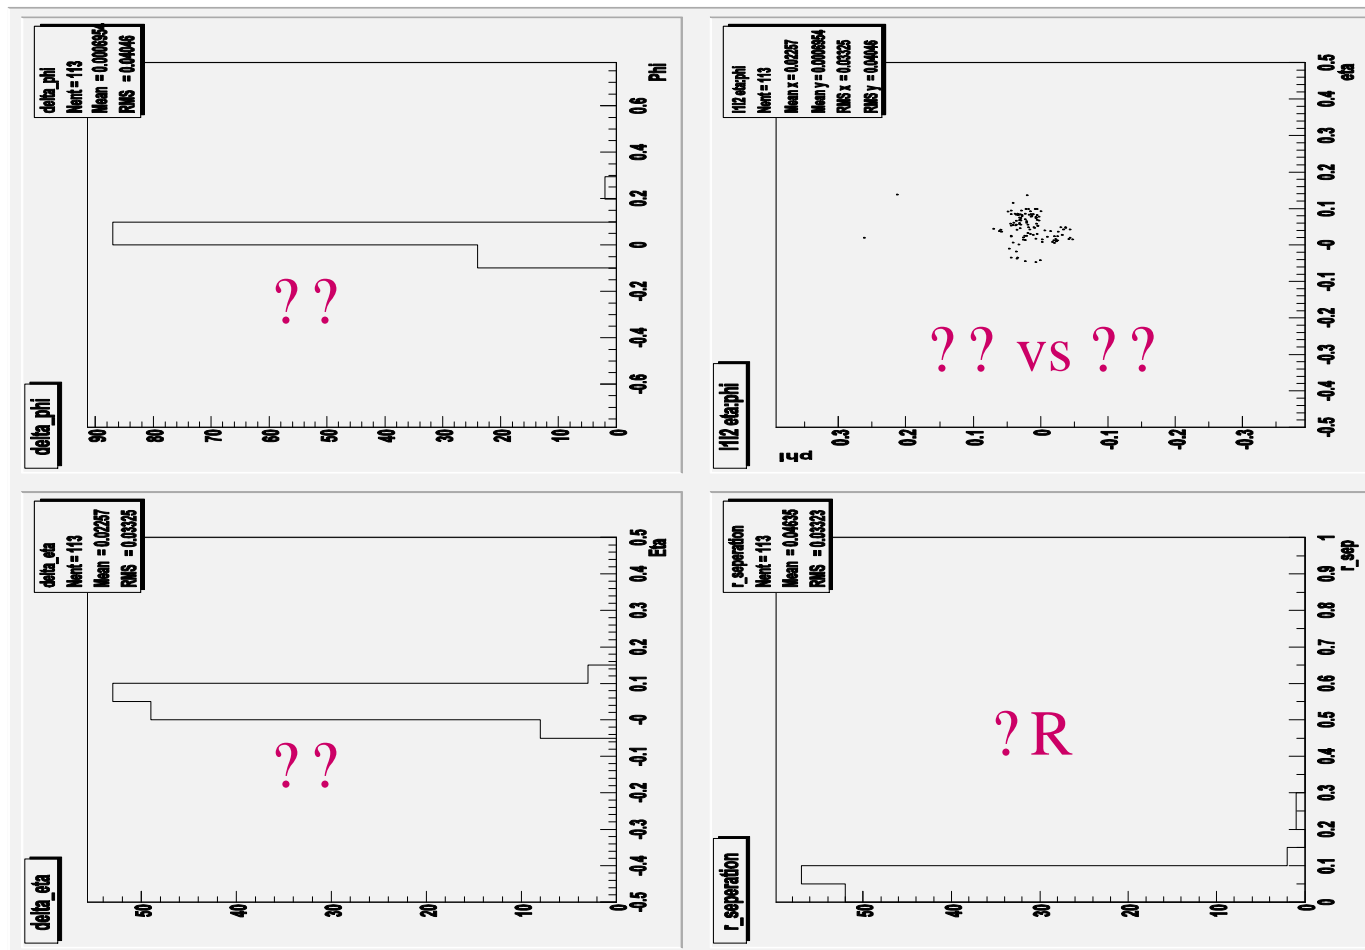 delta_phi
delta_phi
Nent = 113
Mean = 0.0006954
RMS = 0.04046
90
80
70
60
50
40
30
20
10
0
-0.6 -0.4 -0.2 0 0.2 0.4 0.6
Phi
? ?
l1l2 eta:phi
l1l2 eta:phi
Nent = 113
Mean x = 0.02257
Mean y = 0.0006954
RMS x = 0.03325
RMS y = 0.04046
phi
0.3
0.2
0.1
0
-0.1
-0.2
-0.3
-0.5 -0.4 -0.3 -0.2 -0.1 -0 0.1 0.2 0.3 0.4 0.5
eta
? ? vs ? ?
delta_eta
delta_eta
Nent = 113
Mean = 0.02257
RMS = 0.03325
50
40
30
20
10
0
-0.5 -0.4 -0.3 -0.2 -0.1 -0 0.1 0.2 0.3 0.4 0.5
Eta
? ?
r_seperation
r_seperation
Nent = 113
Mean = 0.04635
RMS = 0.03323
50
40
30
20
10
0
0 0.1 0.2 0.3 0.4 0.5 0.6 0.7 0.8 0.9 1
r_sep
? R